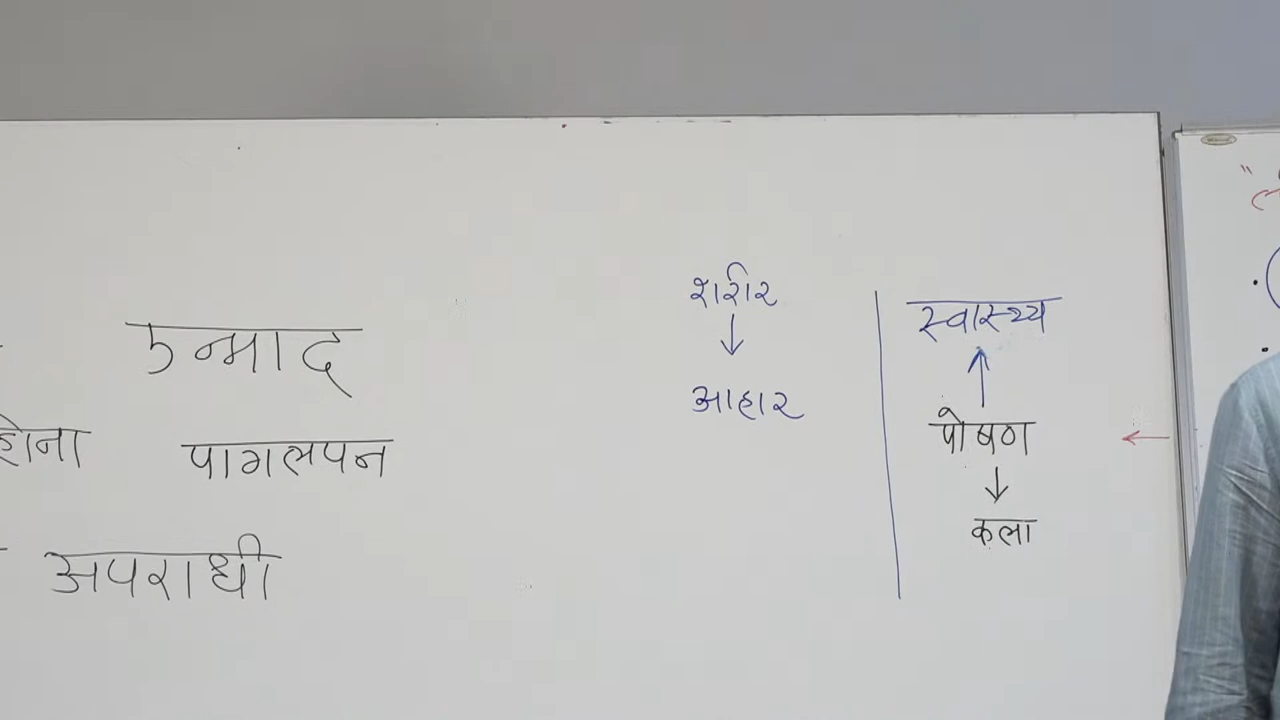 उन्माद
होना पागलपन
अपराधी
शरीर
↓
आहार
स्वास्थ्य
↑
पोषण ←
↓
कला